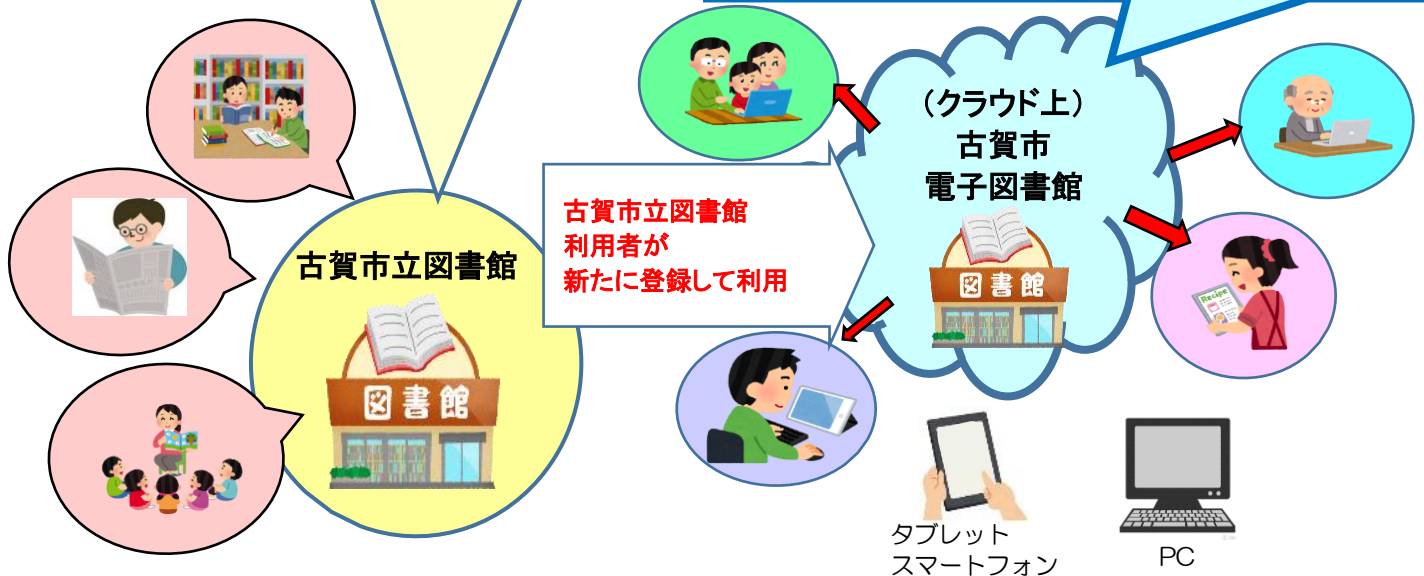 古賀市立図書館
図書館
古賀市立図書館
利用者が
新たに登録して利用
（クラウド上）
古賀市
電子図書館
図書館
Recipe
タブレット
スマートフォン
PC